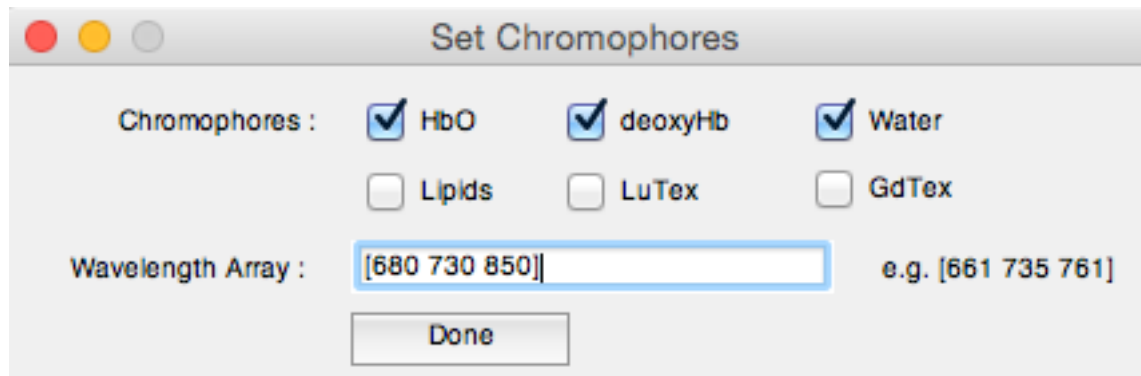 Set Chromophores
Chromophores : HbO deoxyHb Water
Lipids LuTex GdTex
Wavelength Array : [680 730 850] e.g. [661 735 761]
Done